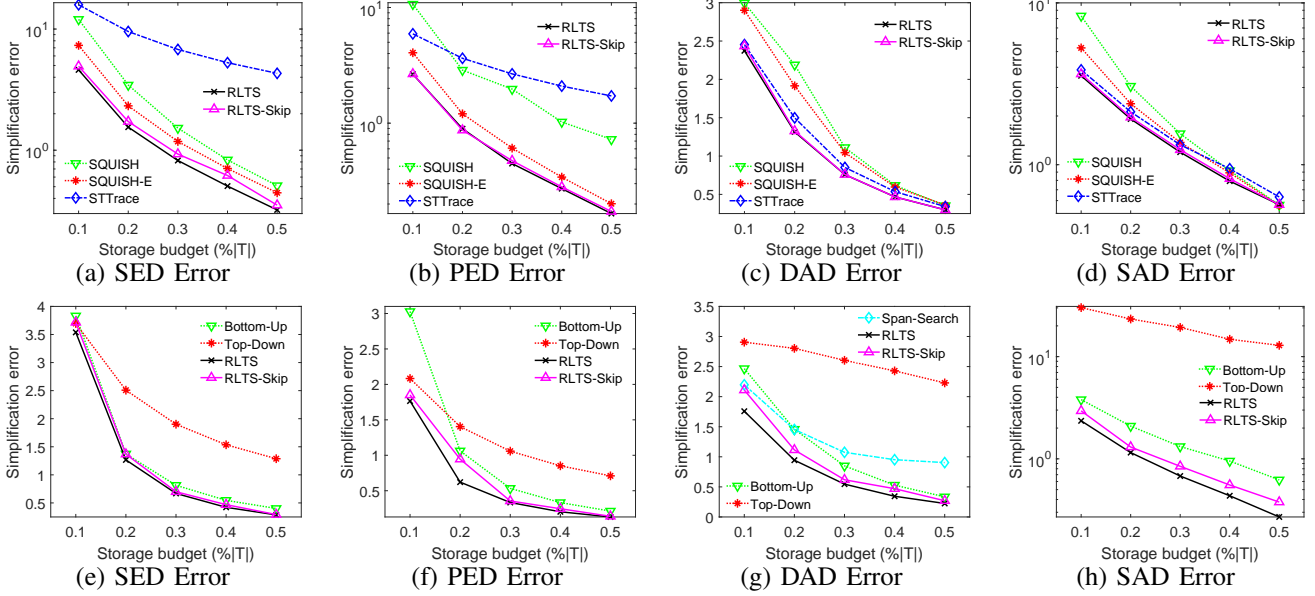 10^1
10^0
Simplification error
RLTS
RLTS-Skip
SQUISH
SQUISH-E
STTrace
0.1 0.2 0.3 0.4 0.5
Storage budget (%|T|)
(a) SED Error
10^1
10^0
Simplification error
RLTS
RLTS-Skip
SQUISH
SQUISH-E
STTrace
0.1 0.2 0.3 0.4 0.5
Storage budget (%|T|)
(b) PED Error
3
2.5
2
1.5
1
0.5
Simplification error
RLTS
RLTS-Skip
SQUISH
SQUISH-E
STTrace
0.1 0.2 0.3 0.4 0.5
Storage budget (%|T|)
(c) DAD Error
10^1
10^0
Simplification error
RLTS
RLTS-Skip
SQUISH
SQUISH-E
STTrace
0.1 0.2 0.3 0.4 0.5
Storage budget (%|T|)
(d) SAD Error
4
3.5
3
2.5
2
1.5
1
0.5
Simplification error
Bottom-Up
Top-Down
RLTS
RLTS-Skip
0.1 0.2 0.3 0.4 0.5
Storage budget (%|T|)
(e) SED Error
3
2.5
2
1.5
1
0.5
Simplification error
Bottom-Up
Top-Down
RLTS
RLTS-Skip
0.1 0.2 0.3 0.4 0.5
Storage budget (%|T|)
(f) PED Error
3.5
3
2.5
2
1.5
1
0.5
0
Simplification error
Span-Search
RLTS
RLTS-Skip
Bottom-Up
Top-Down
0.1 0.2 0.3 0.4 0.5
Storage budget (%|T|)
(g) DAD Error
10^1
10^0
Simplification error
Bottom-Up
Top-Down
RLTS
RLTS-Skip
0.1 0.2 0.3 0.4 0.5
Storage budget (%|T|)
(h) SAD Error